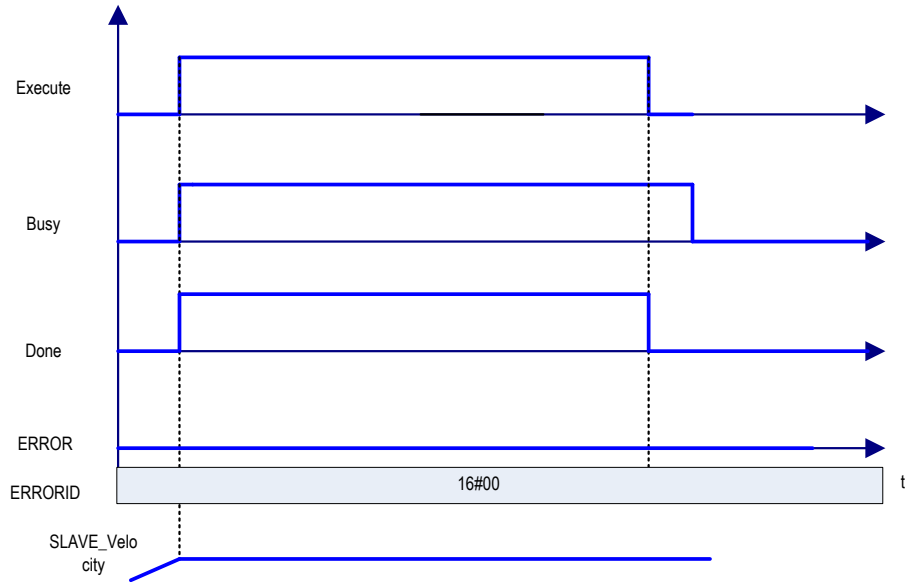 Execute
Busy
Done
ERROR
ERRORID
16#00
t
SLAVE_Velo
city